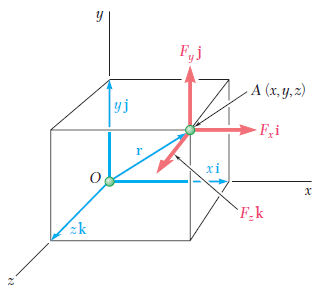 y
F_y j
A (x, y, z)
y j
F_x i
r
x i
O
x
F_z k
z k
z